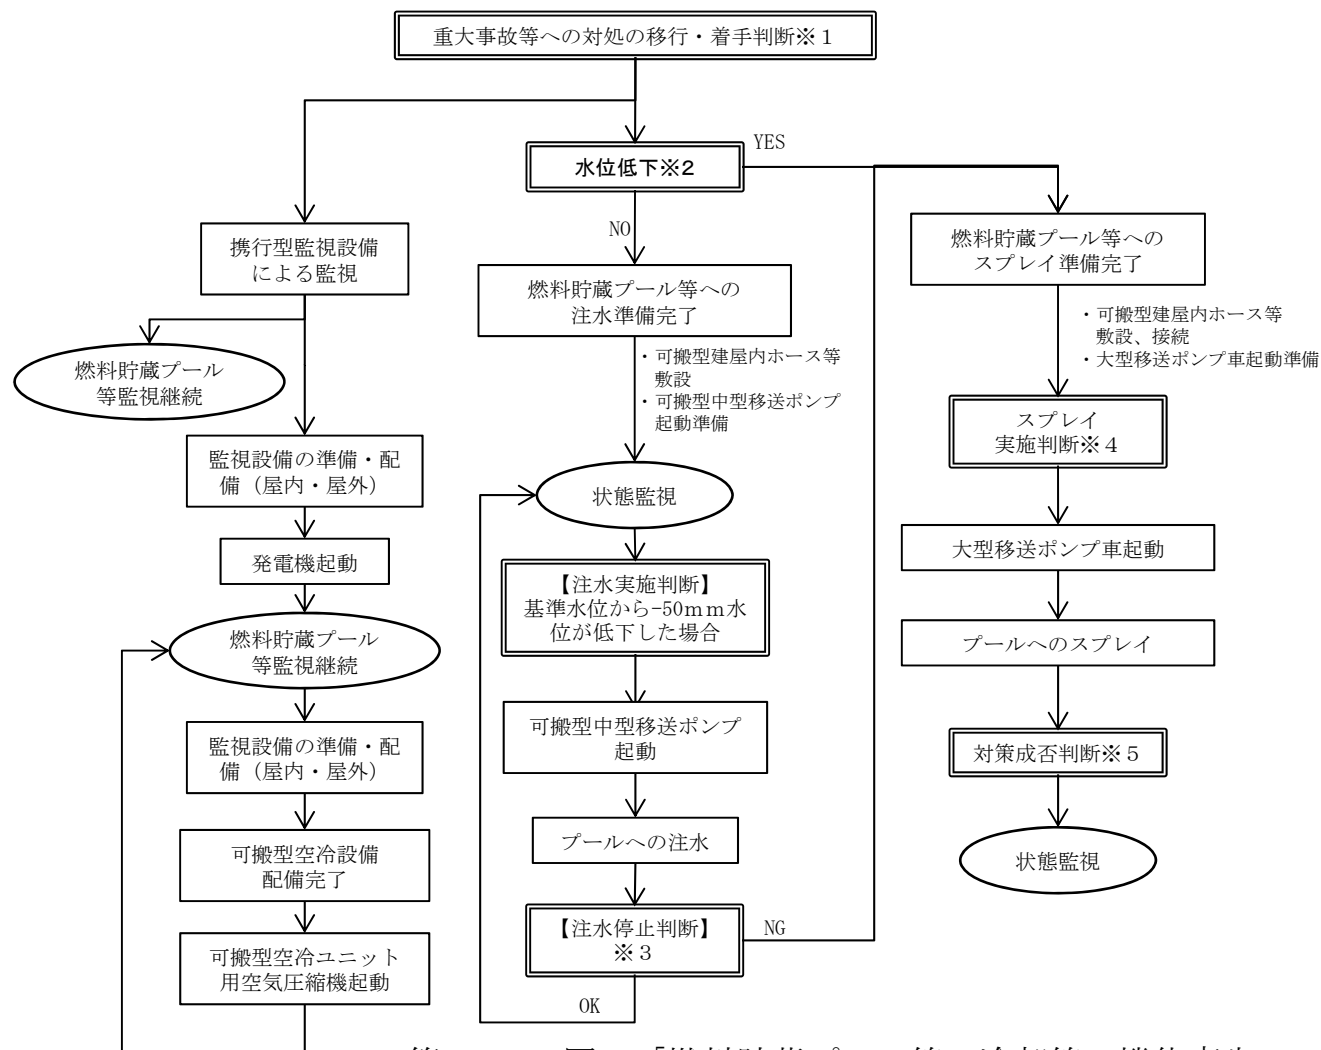 重大事故等への対処の移行・着手判断※１
水位低下※2
YES
NO
携行型監視設備
による監視
燃料貯蔵プール
等監視継続
監視設備の準備・配
備（屋内・屋外）
発電機起動
燃料貯蔵プール
等監視継続
監視設備の準備・配
備（屋内・屋外）
可搬型空冷設備
配備完了
可搬型空冷ユニット
用空気圧縮機起動
燃料貯蔵プール等への
注水準備完了
・可搬型建屋内ホース等
敷設
・可搬型中型移送ポンプ
起動準備
状態監視
【注水実施判断】
基準水位から-50ｍｍ水
位が低下した場合
可搬型中型移送ポンプ
起動
プールへの注水
【注水停止判断】
※３
NG
OK
燃料貯蔵プール等への
スプレイ準備完了
・可搬型建屋内ホース等
敷設、接続
・大型移送ポンプ車起動準備
スプレイ
実施判断※４
大型移送ポンプ車起動
プールへのスプレイ
対策成否判断※５
状態監視